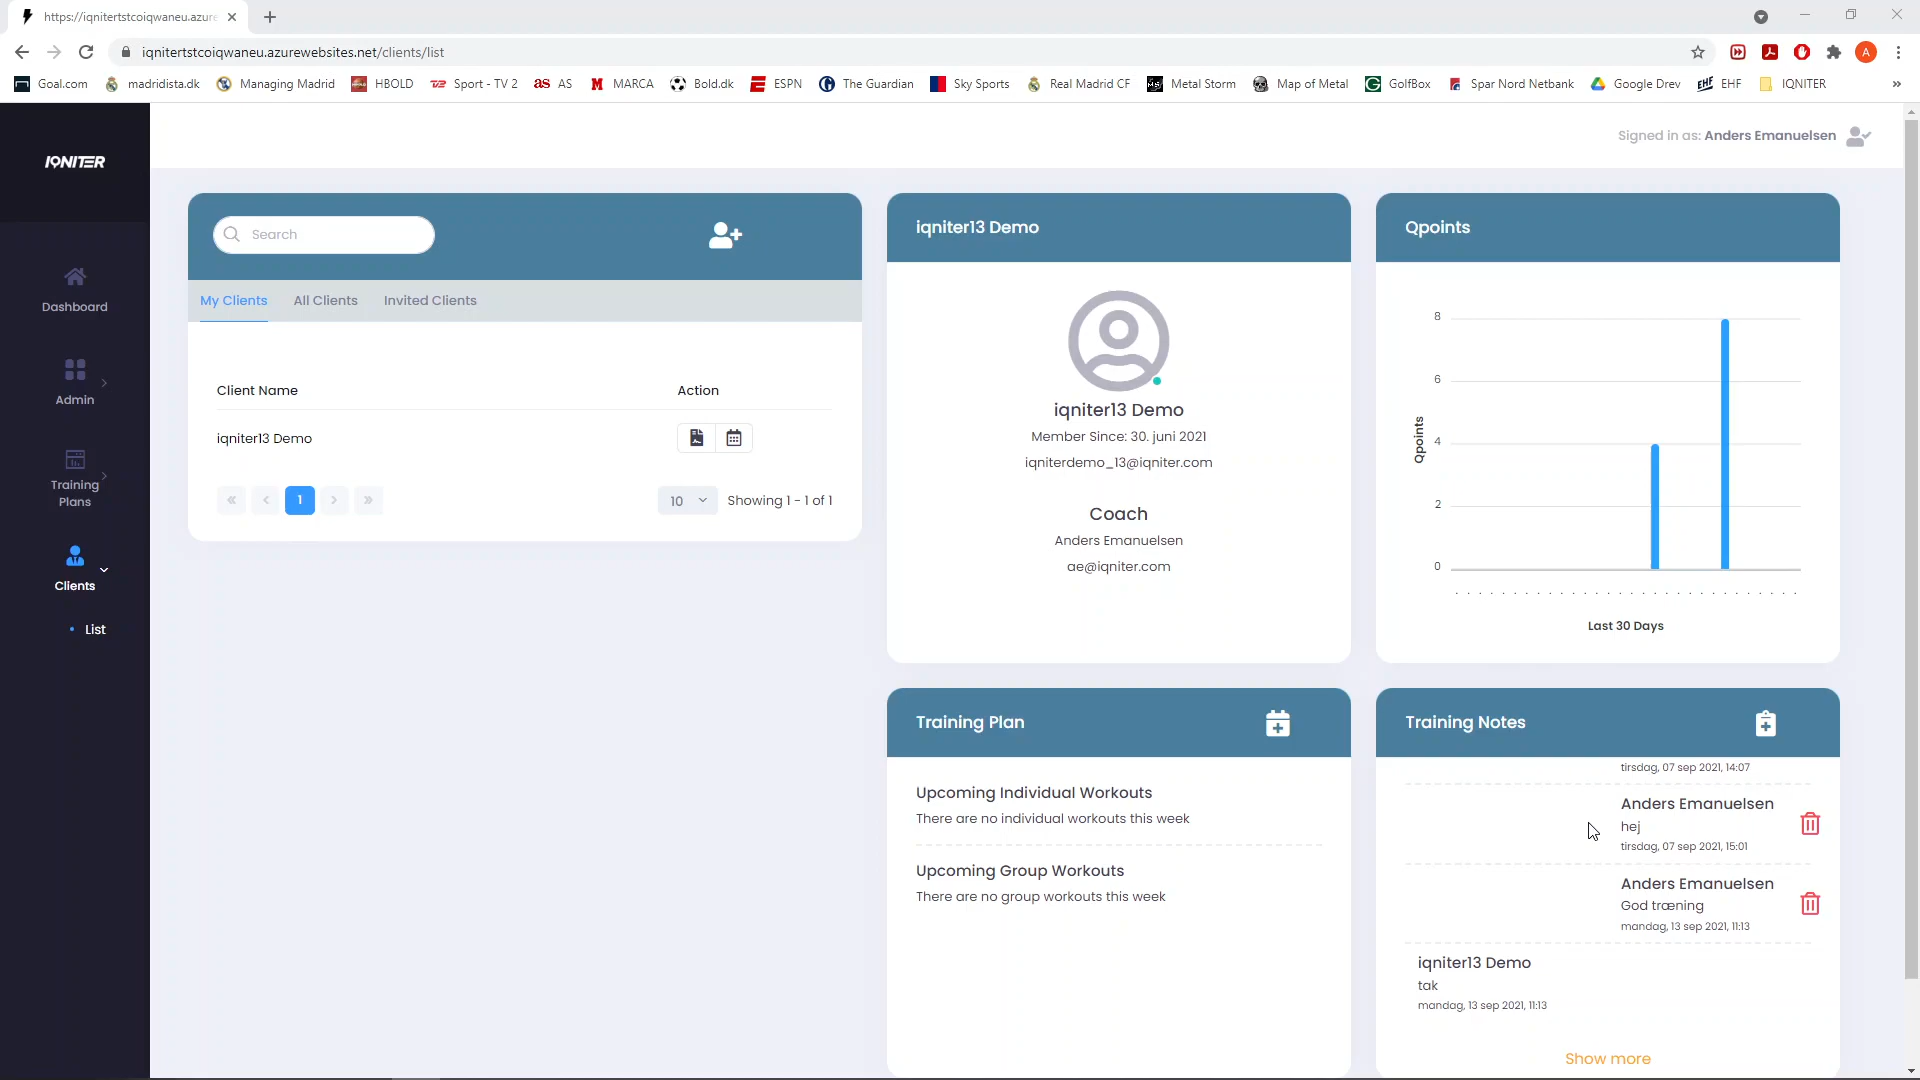 https://iqnitertstcoiqwaneu.azure
iqnitertstcoiqwaneu.azurewebsites.net/clients/list
A
Goal.com
madridista.dk
Managing Madrid
HBOLD
Sport - TV 2
as AS
MARCA
Bold.dk
ESPN
The Guardian
Sky Sports
Real Madrid CF
Metal Storm
Map of Metal
GolfBox
Spar Nord Netbank
Google Drev
EHF EHF
IQNITER
»
IQNITER
Signed in as: Anders Emanuelsen
Dashboard
Admin
Training
Plans
Clients
List
Search
My Clients
All Clients
Invited Clients
Client Name
Action
iqniter13 Demo
« ‹ 1 › »
10
Showing 1 - 1 of 1
iqniter13 Demo
iqniter13 Demo
Member Since: 30. juni 2021
iqniterdemo_13@iqniter.com
Coach
Anders Emanuelsen
ae@iqniter.com
Qpoints
8
6
4
2
0
Qpoints
Last 30 Days
Training Plan
Upcoming Individual Workouts
There are no individual workouts this week
Upcoming Group Workouts
There are no group workouts this week
Training Notes
tirsdag, 07 sep 2021, 14:07
Anders Emanuelsen
hej
tirsdag, 07 sep 2021, 15:01
Anders Emanuelsen
God træning
mandag, 13 sep 2021, 11:13
iqniter13 Demo
tak
mandag, 13 sep 2021, 11:13
Show more